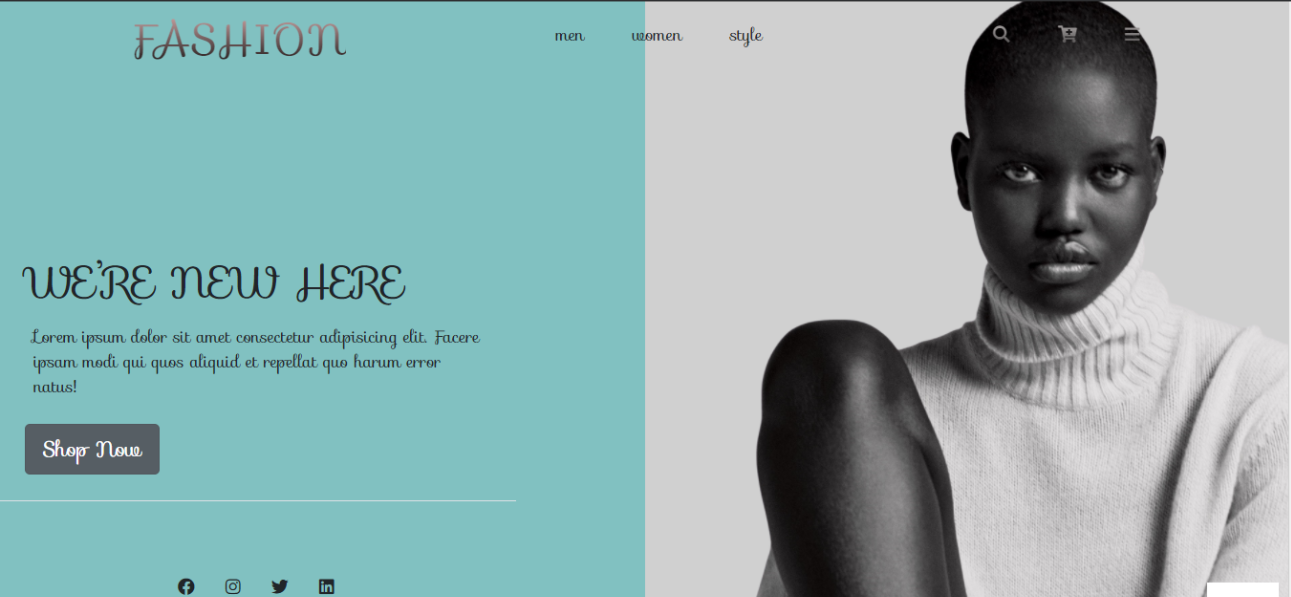 FASHION
men women style
WE'RE NEW HERE
Lorem ipsum dolor sit amet consectetur adipisicing elit. Facere
ipsam modi qui quos aliquid et repellat quo harum error
natus!
Shop Now